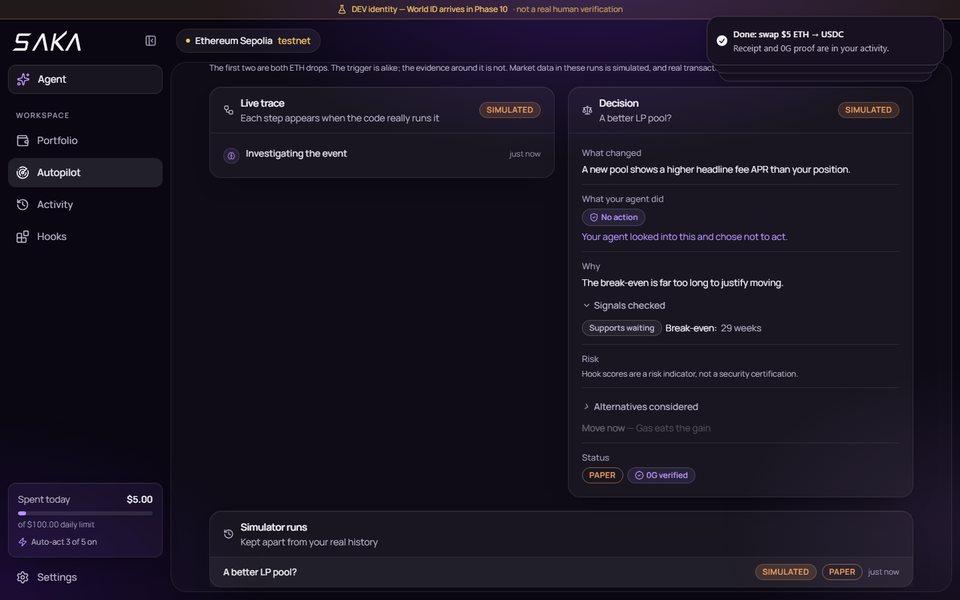 DEV identity — World ID arrives in Phase 10 · not a real human verification
SAKA
Ethereum Sepolia testnet
Done: swap $5 ETH → USDC
Receipt and 0G proof are in your activity.
Agent
WORKSPACE
Portfolio
Autopilot
Activity
Hooks
Spent today $5.00
of $100.00 daily limit
Auto-act 3 of 5 on
Settings
The first two are both ETH drops. The trigger is alike; the evidence around it is not. Market data in these runs is simulated, and real transact
Live trace
Each step appears when the code really runs it
SIMULATED
Investigating the event just now
Decision
A better LP pool?
SIMULATED
What changed
A new pool shows a higher headline fee APR than your position.
What your agent did
No action
Your agent looked into this and chose not to act.
Why
The break-even is far too long to justify moving.
Signals checked
Supports waiting Break-even: 29 weeks
Risk
Hook scores are a risk indicator, not a security certification.
Alternatives considered
Move now — Gas eats the gain
Status
PAPER 0G verified
Simulator runs
Kept apart from your real history
A better LP pool? SIMULATED PAPER just now